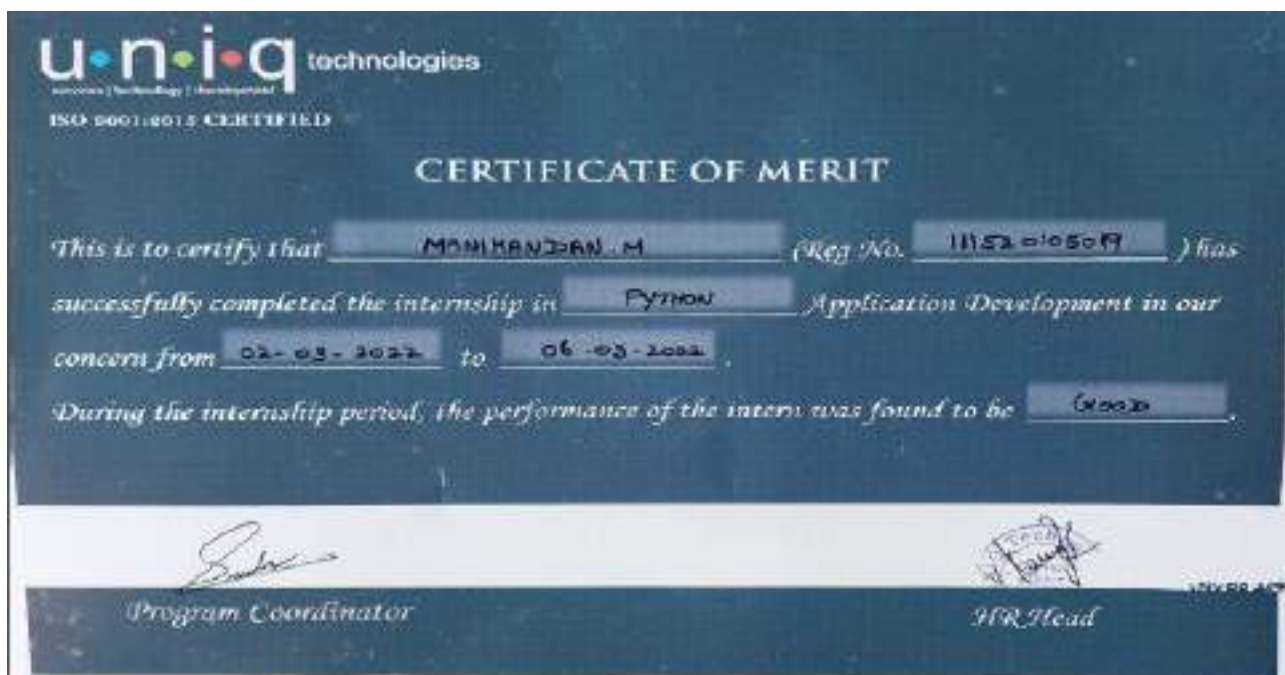 u·n·i·q technologies
ISO 9001:2015 CERTIFIED
CERTIFICATE OF MERIT
This is to certify that MANIKANDAN.M (Reg No. 111520105019 ) has
successfully completed the internship in PYTHON Application Development in our
concern from 02-03-2022 to 06-03-2022 .
During the internship period, the performance of the intern was found to be GOOD .
Program Coordinator
HR Head